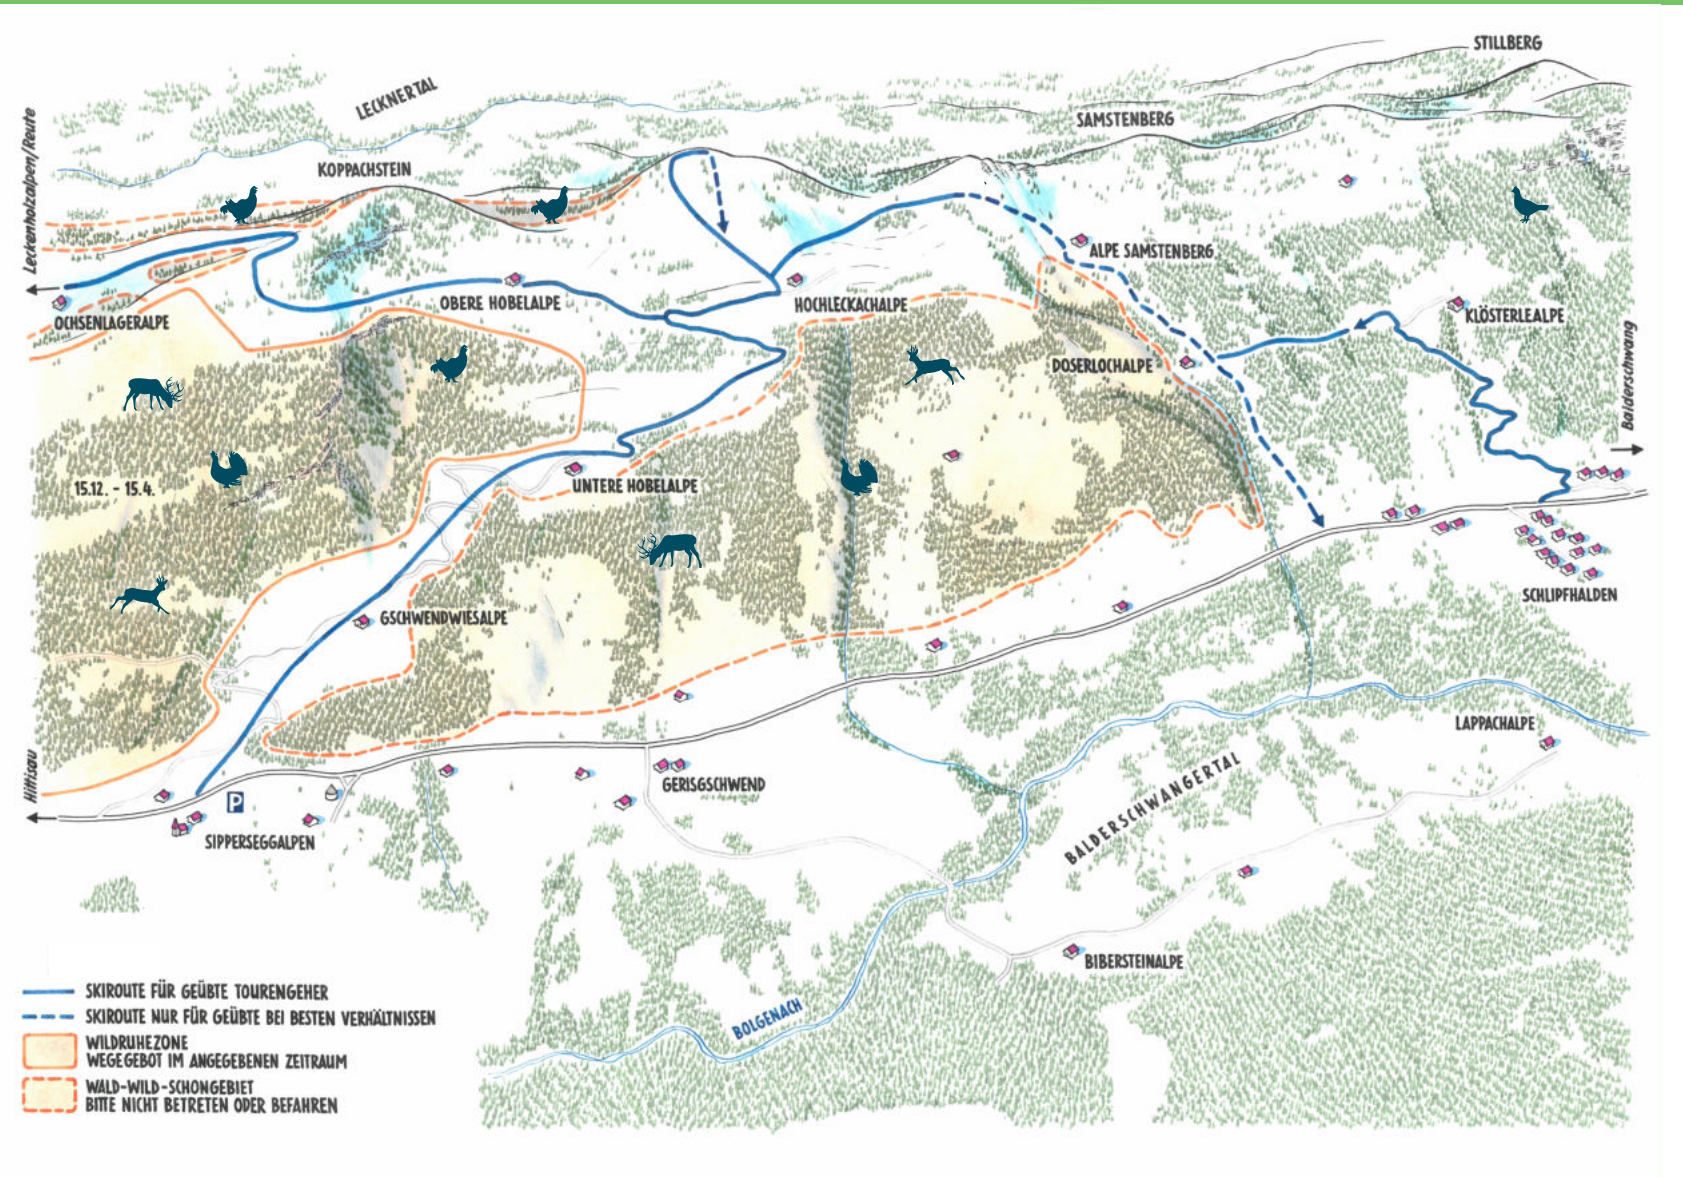 STILLBERG
LECKNERTAL
SAMSTENBERG
KOPPACHSTEIN
Leckenholzalpen/Reute
ALPE SAMSTENBERG
OBERE HOBELALPE
HOCHLECKACHALPE
KLÖSTERLEALPE
OCHSENLAGERALPE
DOSERLOCHALPE
Balderschwang
15.12. - 15.4.
UNTERE HOBELALPE
SCHLIPFHALDEN
GSCHWENDWIESALPE
LAPPACHALPE
Hittisau
GERISGSCHWEND
BALDERSCHWANGERTAL
P
SIPPERSEGGALPEN
BIBERSTEINALPE
BOLGENACH
SKIROUTE FÜR GEÜBTE TOURENGEHER
SKIROUTE NUR FÜR GEÜBTE BEI BESTEN VERHÄLTNISSEN
WILDRUHEZONE
WEGEGEBOT IM ANGEGEBENEN ZEITRAUM
WALD-WILD-SCHONGEBIET
BITTE NICHT BETRETEN ODER BEFAHREN